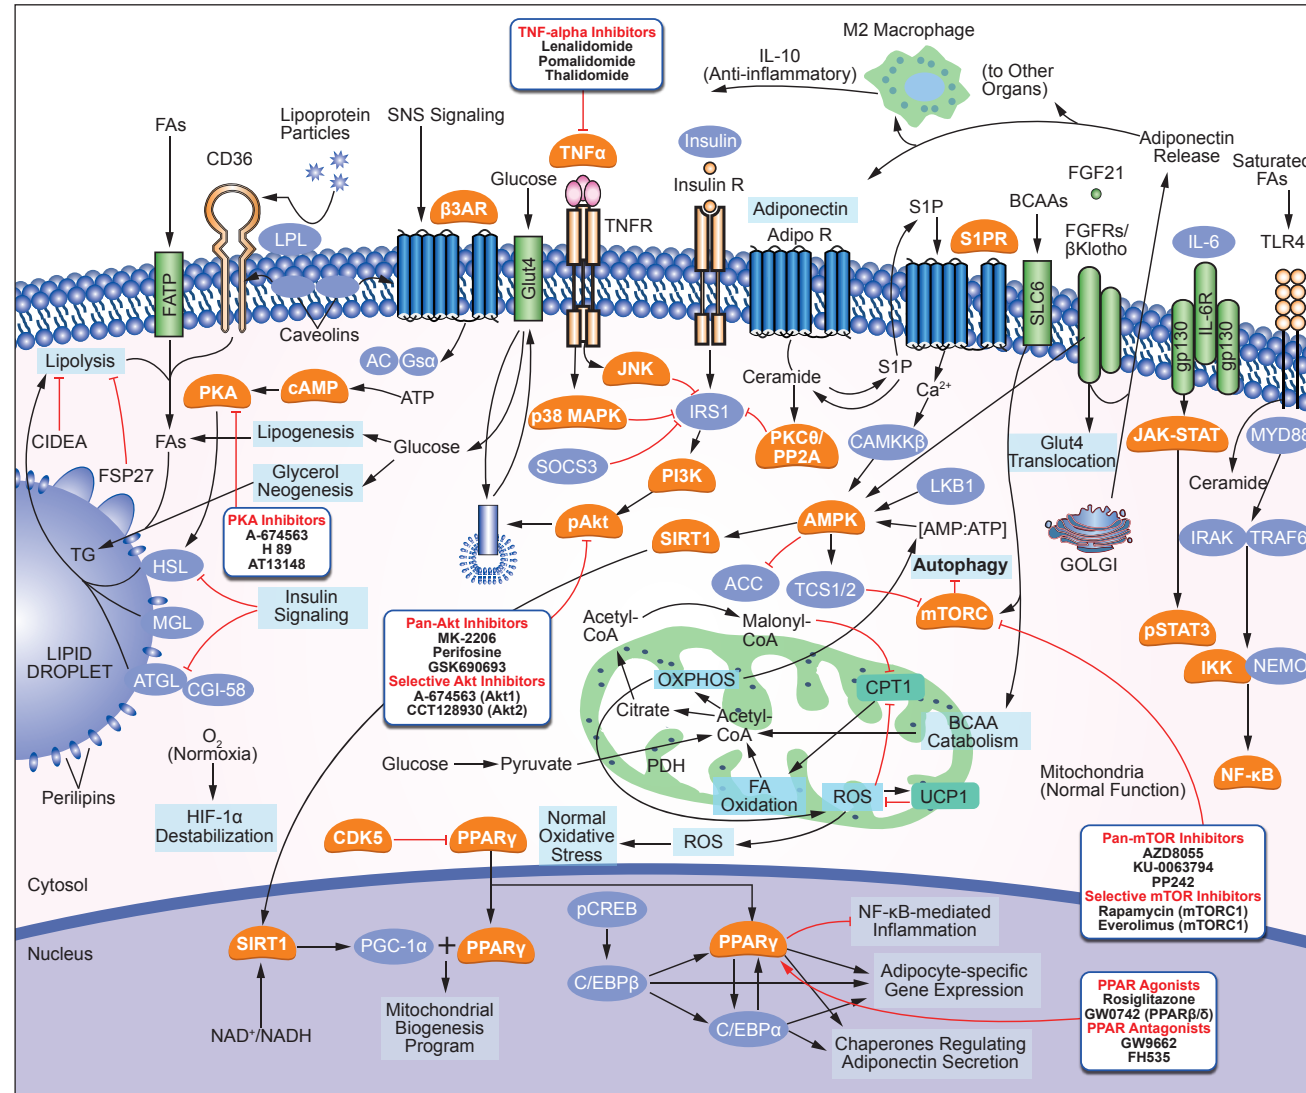 TNF-alpha Inhibitors
Lenalidomide
Pomalidomide
Thalidomide
M2 Macrophage
IL-10
(Anti-inflammatory)
(to Other
Organs)
FAs
Lipoprotein
Particles
CD36
SNS Signaling
TNFα
Insulin
Adiponectin
Release
Saturated
FAs
LPL
β3AR
Glucose
TNFR
Insulin R
Adiponectin
Adipo R
S1P
S1PR
BCAAs
FGF21
FGFRs/
βKlotho
IL-6
TLR4
FATP
Caveolins
Glut4
SLC6
gp130
IL-6R
gp130
Lipolysis
AC
Gsα
PKA
cAMP
ATP
JNK
Ceramide
S1P
Ca2+
CIDEA
FAs
Lipogenesis
Glucose
p38 MAPK
IRS1
PKCθ/
PP2A
CAMKKβ
Glut4
Translocation
JAK-STAT
MYD88
FSP27
Glycerol
Neogenesis
SOCS3
PI3K
LKB1
Ceramide
PKA Inhibitors
A-674563
H 89
AT13148
TG
HSL
pAkt
SIRT1
AMPK
[AMP:ATP]
GOLGI
IRAK
TRAF6
Insulin
Signaling
ACC
TCS1/2
Autophagy
mTORC
MGL
LIPID
DROPLET
ATGL
CGI-58
Pan-Akt Inhibitors
MK-2206
Perifosine
GSK690693
Selective Akt Inhibitors
A-674563 (Akt1)
CCT128930 (Akt2)
Acetyl-
CoA
Malonyl-
CoA
pSTAT3
IKK
NEMO
OXPHOS
CPT1
Citrate
Acetyl-
CoA
BCAA
Catabolism
O2
(Normoxia)
Glucose
Pyruvate
PDH
NF-κB
Perilipins
HIF-1α
Destabilization
FA
Oxidation
ROS
UCP1
Mitochondria
(Normal Function)
CDK5
PPARγ
Normal
Oxidative
Stress
ROS
Pan-mTOR Inhibitors
AZD8055
KU-0063794
PP242
Selective mTOR Inhibitors
Rapamycin (mTORC1)
Everolimus (mTORC1)
Cytosol
Nucleus
SIRT1
PGC-1α
+
PPARγ
pCREB
PPARγ
NF-κB-mediated
Inflammation
C/EBPβ
Adipocyte-specific
Gene Expression
PPAR Agonists
Rosiglitazone
GW0742 (PPARβ/δ)
PPAR Antagonists
GW9662
FH535
NAD+/NADH
Mitochondrial
Biogenesis
Program
C/EBPα
Chaperones Regulating
Adiponectin Secretion